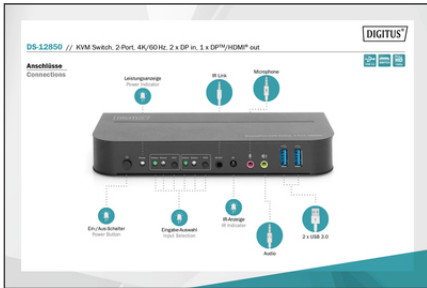 DIGITUS®
DS-12850 // KVM Switch, 2-Port, 4K/60Hz, 2 x DP in, 1 x DP™/HDMI® out
Anschlüsse
Connections
Leistungsanzeige
Power Indicator
IR Link
Microphone
DIGITUS
Ein-/Aus-Schalter
Power Button
Eingabe-Auswahl
Input Selection
IR-Anzeige
IR Indicator
Audio
2 x USB 3.0